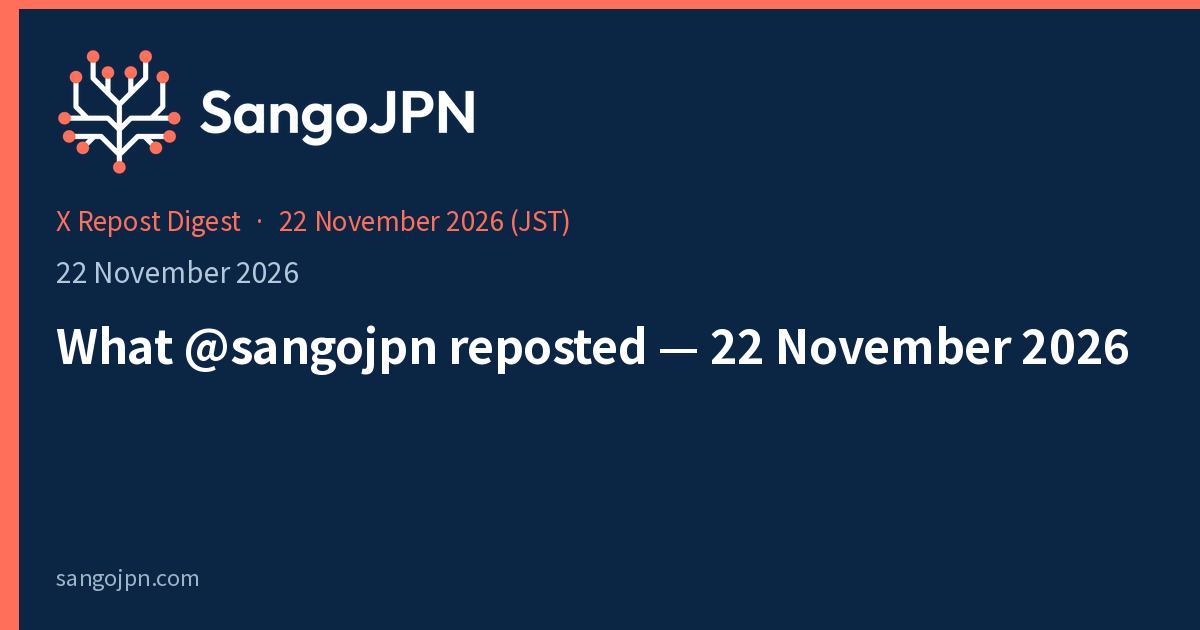 SangoJPN
X Repost Digest · 22 November 2026 (JST)
22 November 2026
What @sangojpn reposted — 22 November 2026
sangojpn.com